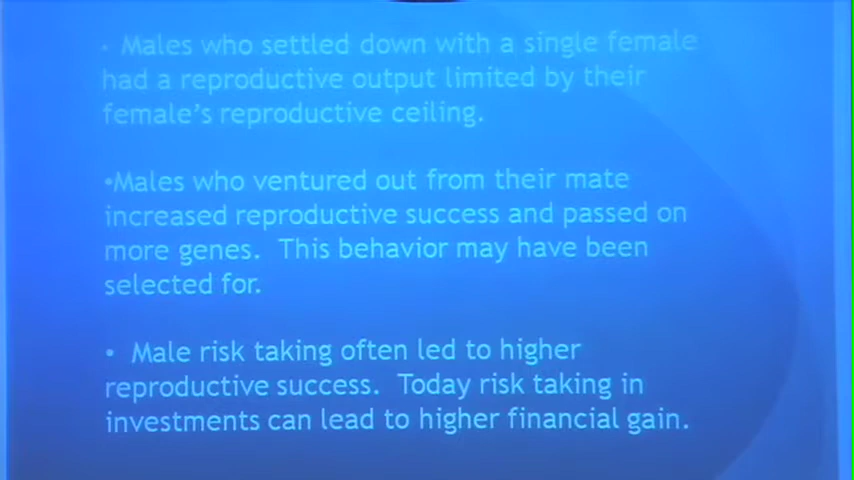 • Males who settled down with a single female
had a reproductive output limited by their
female's reproductive ceiling.
•Males who ventured out from their mate
increased reproductive success and passed on
more genes. This behavior may have been
selected for.
• Male risk taking often led to higher
reproductive success. Today risk taking in
investments can lead to higher financial gain.